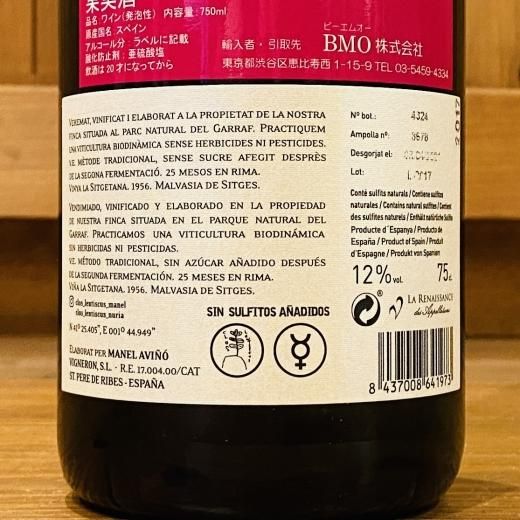 果実酒
品名：ワイン(発泡性) 内容量：750ml
原産国名：スペイン
アルコール分：ラベルに記載
酸化防止剤：亜硫酸塩
飲酒は20才になってから
ビーエムオー
輸入者・引取先 BMO 株式会社
東京都渋谷区恵比寿西 1-15-9 TEL 03-5459-4334
Veremat, vinificat i elaborat a la propietat de la nostra
finca situada al parc natural del Garraf. Practiquem
una viticultura biodinàmica sense herbicides ni pesticides.
V.E. Método tradicional, sense sucre afegit desprès
de la segona fermentació. 25 mesos en rima.
Vinya La Sitgetana. 1956. Malvasia de Sitges.
Vendimiado, vinificado y elaborado en la propiedad
de nuestra finca situada en el parque natural del
Garraf. Practicamos una viticultura biodinámica
sin herbicidas ni pesticidas.
V.E. Método tradicional, sin azúcar añadido después
de la segunda fermentación. 25 meses en rima.
Viña La Sitgetana. 1956. Malvasia de Sitges.
clos_lentiscus_manel
clos_lentiscus_nuria
N 41º 25.405", E 001º 44.949"
Elaborat per Manel Aviñó
Vigneron, S.L. - R.E. 17.004.00/CAT
St. Pere de Ribes - España
SIN SULFITOS AÑADIDOS
Nº bot.: 4324
Ampolla nº: 3678
Desgorjat el:
Lot: L-2017
2017
Conté sulfits naturals / Contiene sulfitos
naturales / Contains natural sulfites / Contient
des sulfites naturels / Enthält natürliche Sulfite
Producte d'Espanya / Producto de
España / Product of Spain / Produit
d'Espagne / Produkt von Spanien
12% vol. 75cl.
La Renaissance
des Appellations
8 437008 641973